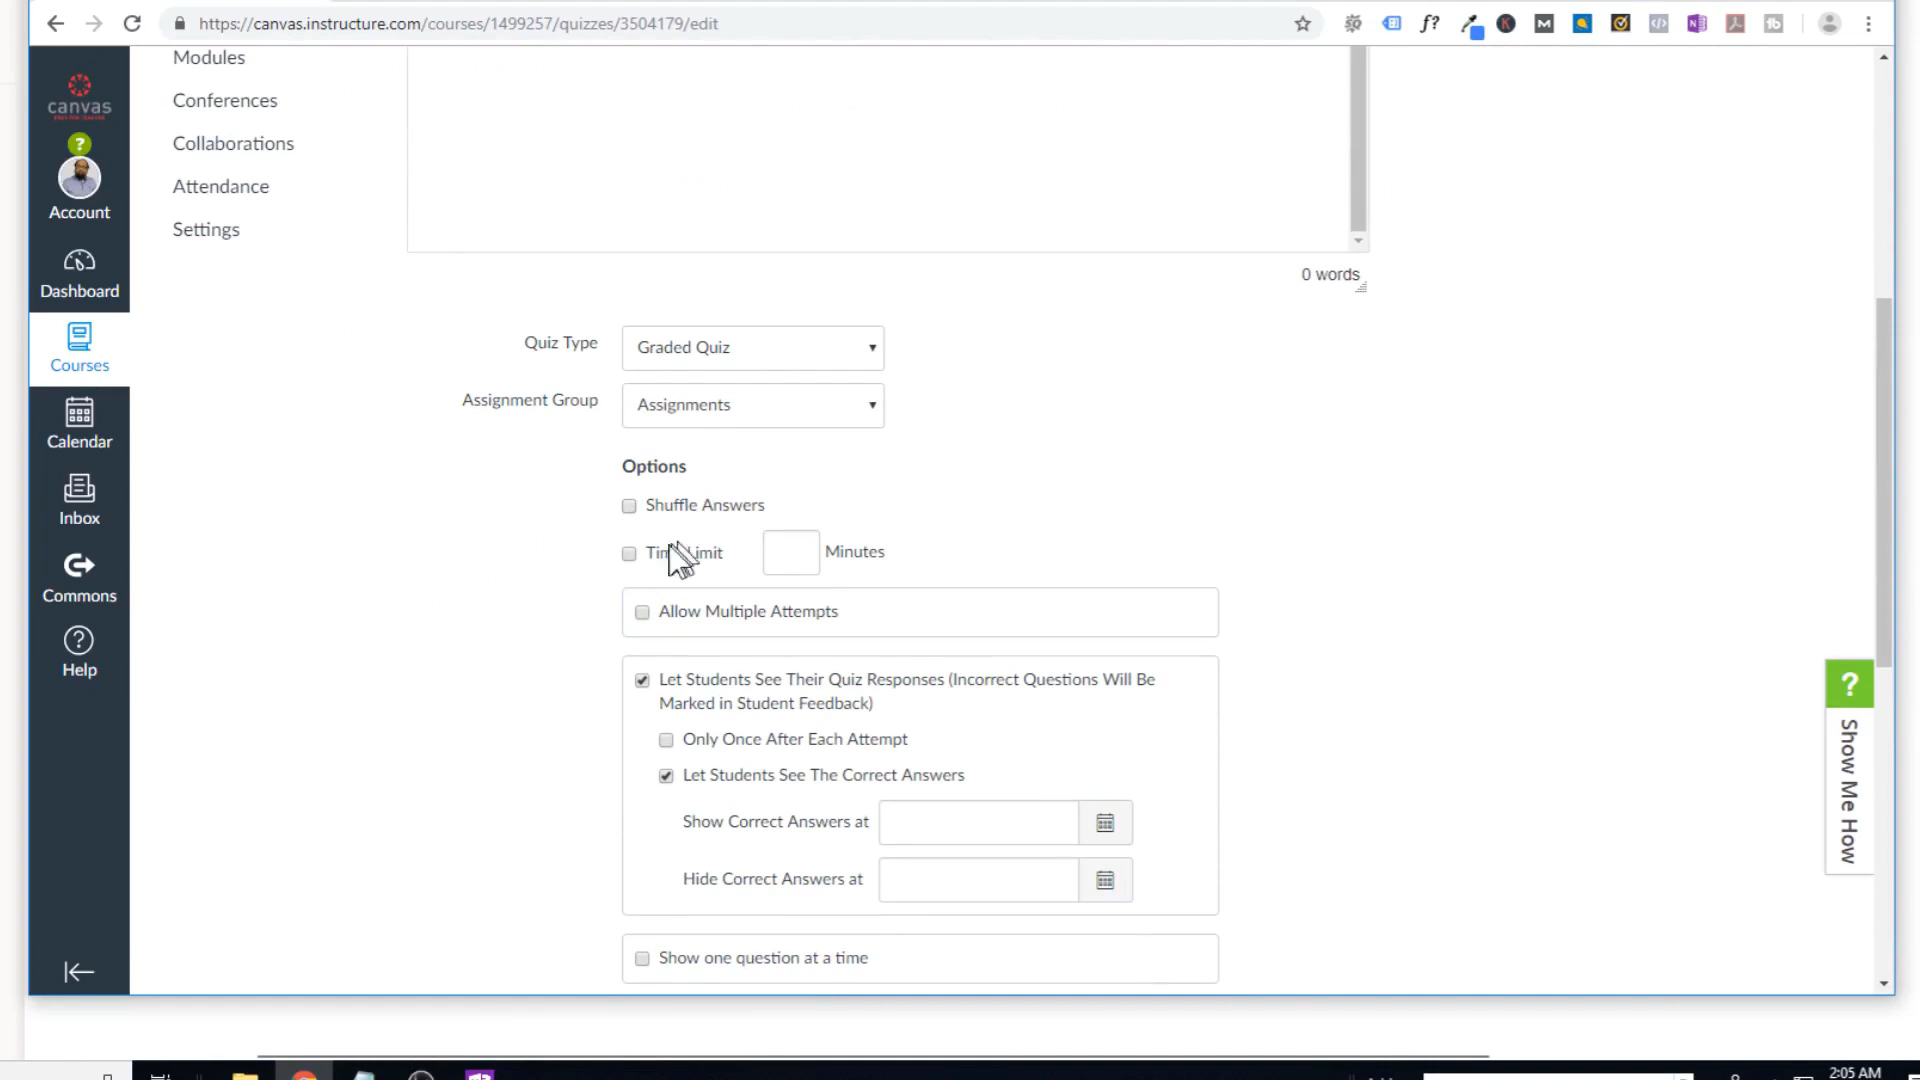 https://canvas.instructure.com/courses/1499257/quizzes/3504179/edit
f?
K
M
N
tb
canvas
?
Account
Dashboard
Courses
Calendar
Inbox
Commons
Help
Modules
Conferences
Collaborations
Attendance
Settings
0 words
Quiz Type
Graded Quiz
Assignment Group
Assignments
Options
Shuffle Answers
Time Limit
Minutes
Allow Multiple Attempts
Let Students See Their Quiz Responses (Incorrect Questions Will Be
Marked in Student Feedback)
Only Once After Each Attempt
Let Students See The Correct Answers
Show Correct Answers at
Hide Correct Answers at
Show one question at a time
?
Show Me How
2:05 AM